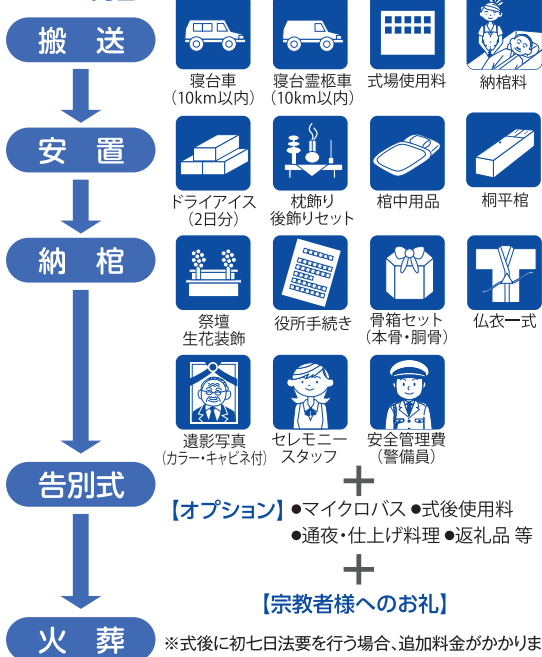 搬 送
安 置
納 棺
告別式
火 葬
寝台車
(10km以内)
寝台霊柩車
(10km以内)
式場使用料
納棺料
ドライアイス
(2日分)
枕飾り
後飾りセット
棺中用品
桐平棺
祭壇
生花装飾
役所手続き
骨箱セット
(本骨・胴骨)
仏衣一式
遺影写真
(カラー・キャビネ付)
セレモニー
スタッフ
安全管理費
(警備員)
+
【オプション】 ●マイクロバス ●式後使用料
●通夜・仕上げ料理 ●返礼品 等
+
【宗教者様へのお礼】
※式後に初七日法要を行う場合、追加料金がかかりま